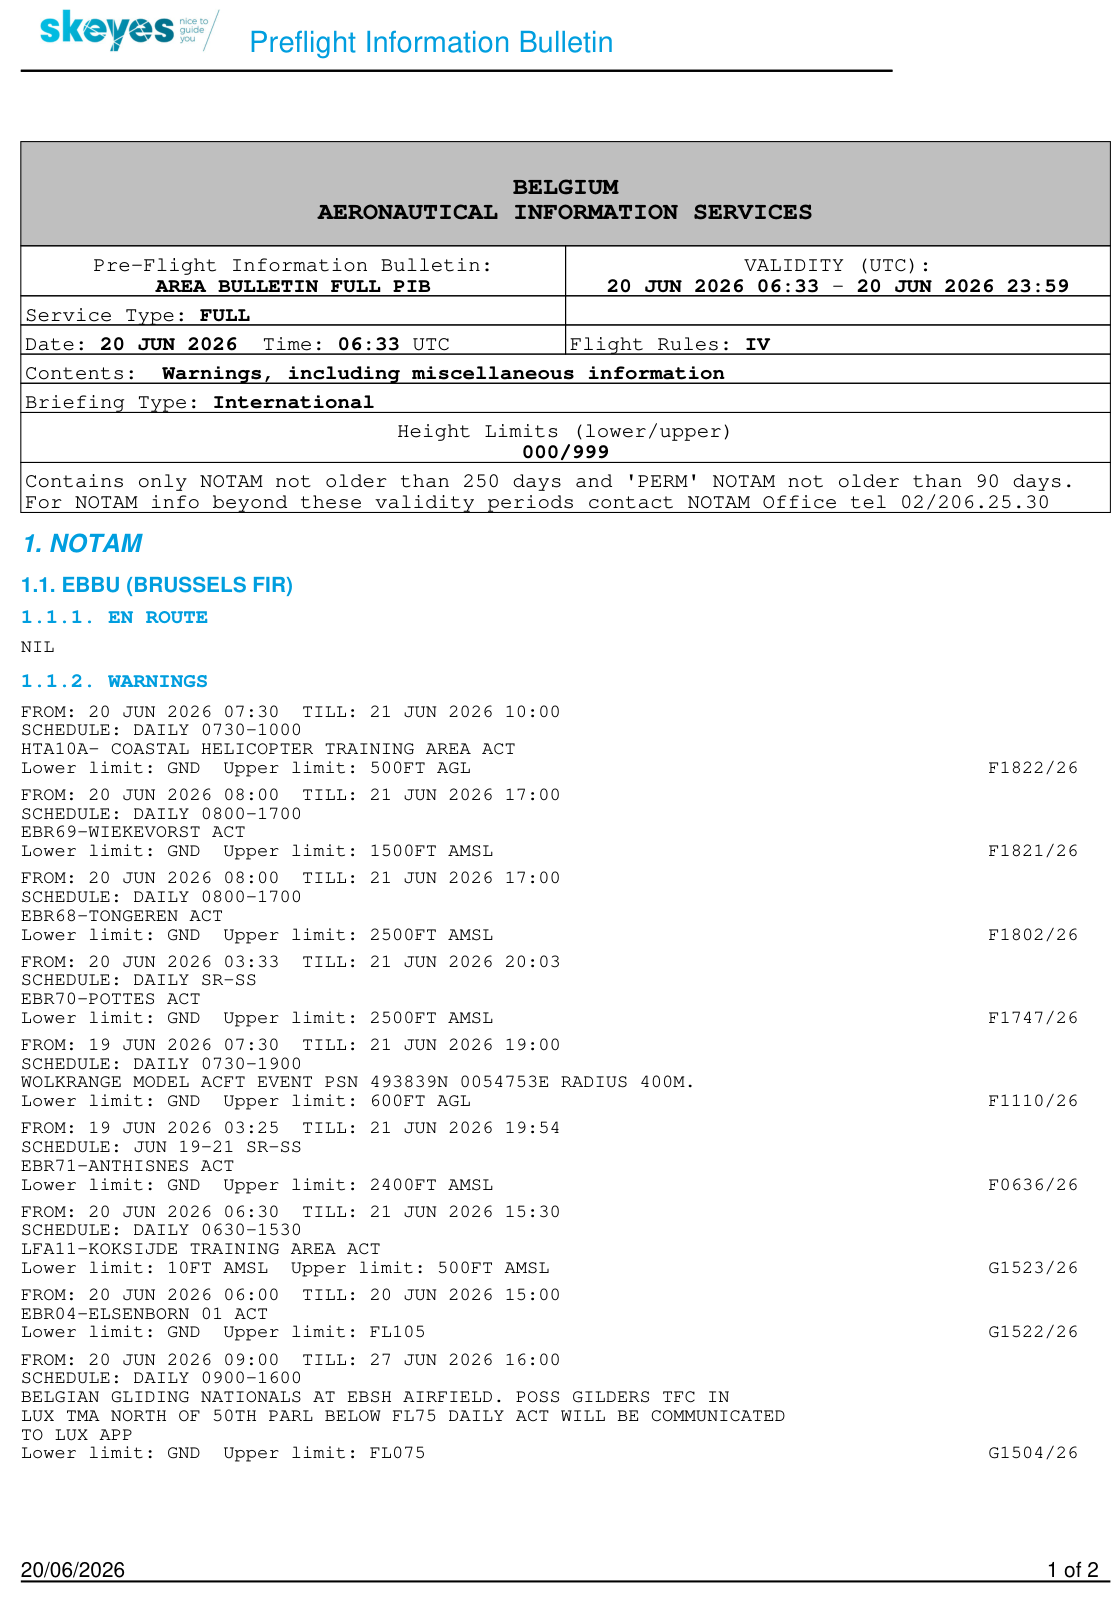 skeyes nice to guide you
Preflight Information Bulletin
BELGIUM
AERONAUTICAL INFORMATION SERVICES
Pre-Flight Information Bulletin:
AREA BULLETIN FULL PIB
VALIDITY (UTC):
20 JUN 2026 06:33 - 20 JUN 2026 23:59
Service Type: FULL
Date: 20 JUN 2026 Time: 06:33 UTC
Flight Rules: IV
Contents: Warnings, including miscellaneous information
Briefing Type: International
Height Limits (lower/upper)
000/999
Contains only NOTAM not older than 250 days and 'PERM' NOTAM not older than 90 days.
For NOTAM info beyond these validity periods contact NOTAM Office tel 02/206.25.30
1. NOTAM
1.1. EBBU (BRUSSELS FIR)
1.1.1. EN ROUTE
NIL
1.1.2. WARNINGS
FROM: 20 JUN 2026 07:30 TILL: 21 JUN 2026 10:00
SCHEDULE: DAILY 0730-1000
HTA10A- COASTAL HELICOPTER TRAINING AREA ACT
Lower limit: GND Upper limit: 500FT AGL F1822/26
FROM: 20 JUN 2026 08:00 TILL: 21 JUN 2026 17:00
SCHEDULE: DAILY 0800-1700
EBR69-WIEKEVORST ACT
Lower limit: GND Upper limit: 1500FT AMSL F1821/26
FROM: 20 JUN 2026 08:00 TILL: 21 JUN 2026 17:00
SCHEDULE: DAILY 0800-1700
EBR68-TONGEREN ACT
Lower limit: GND Upper limit: 2500FT AMSL F1802/26
FROM: 20 JUN 2026 03:33 TILL: 21 JUN 2026 20:03
SCHEDULE: DAILY SR-SS
EBR70-POTTES ACT
Lower limit: GND Upper limit: 2500FT AMSL F1747/26
FROM: 19 JUN 2026 07:30 TILL: 21 JUN 2026 19:00
SCHEDULE: DAILY 0730-1900
WOLKRANGE MODEL ACFT EVENT PSN 493839N 0054753E RADIUS 400M.
Lower limit: GND Upper limit: 600FT AGL F1110/26
FROM: 19 JUN 2026 03:25 TILL: 21 JUN 2026 19:54
SCHEDULE: JUN 19-21 SR-SS
EBR71-ANTHISNES ACT
Lower limit: GND Upper limit: 2400FT AMSL F0636/26
FROM: 20 JUN 2026 06:30 TILL: 21 JUN 2026 15:30
SCHEDULE: DAILY 0630-1530
LFA11-KOKSIJDE TRAINING AREA ACT
Lower limit: 10FT AMSL Upper limit: 500FT AMSL G1523/26
FROM: 20 JUN 2026 06:00 TILL: 20 JUN 2026 15:00
EBR04-ELSENBORN 01 ACT
Lower limit: GND Upper limit: FL105 G1522/26
FROM: 20 JUN 2026 09:00 TILL: 27 JUN 2026 16:00
SCHEDULE: DAILY 0900-1600
BELGIAN GLIDING NATIONALS AT EBSH AIRFIELD. POSS GILDERS TFC IN
LUX TMA NORTH OF 50TH PARL BELOW FL75 DAILY ACT WILL BE COMMUNICATED
TO LUX APP
Lower limit: GND Upper limit: FL075 G1504/26
20/06/2026 1 of 2